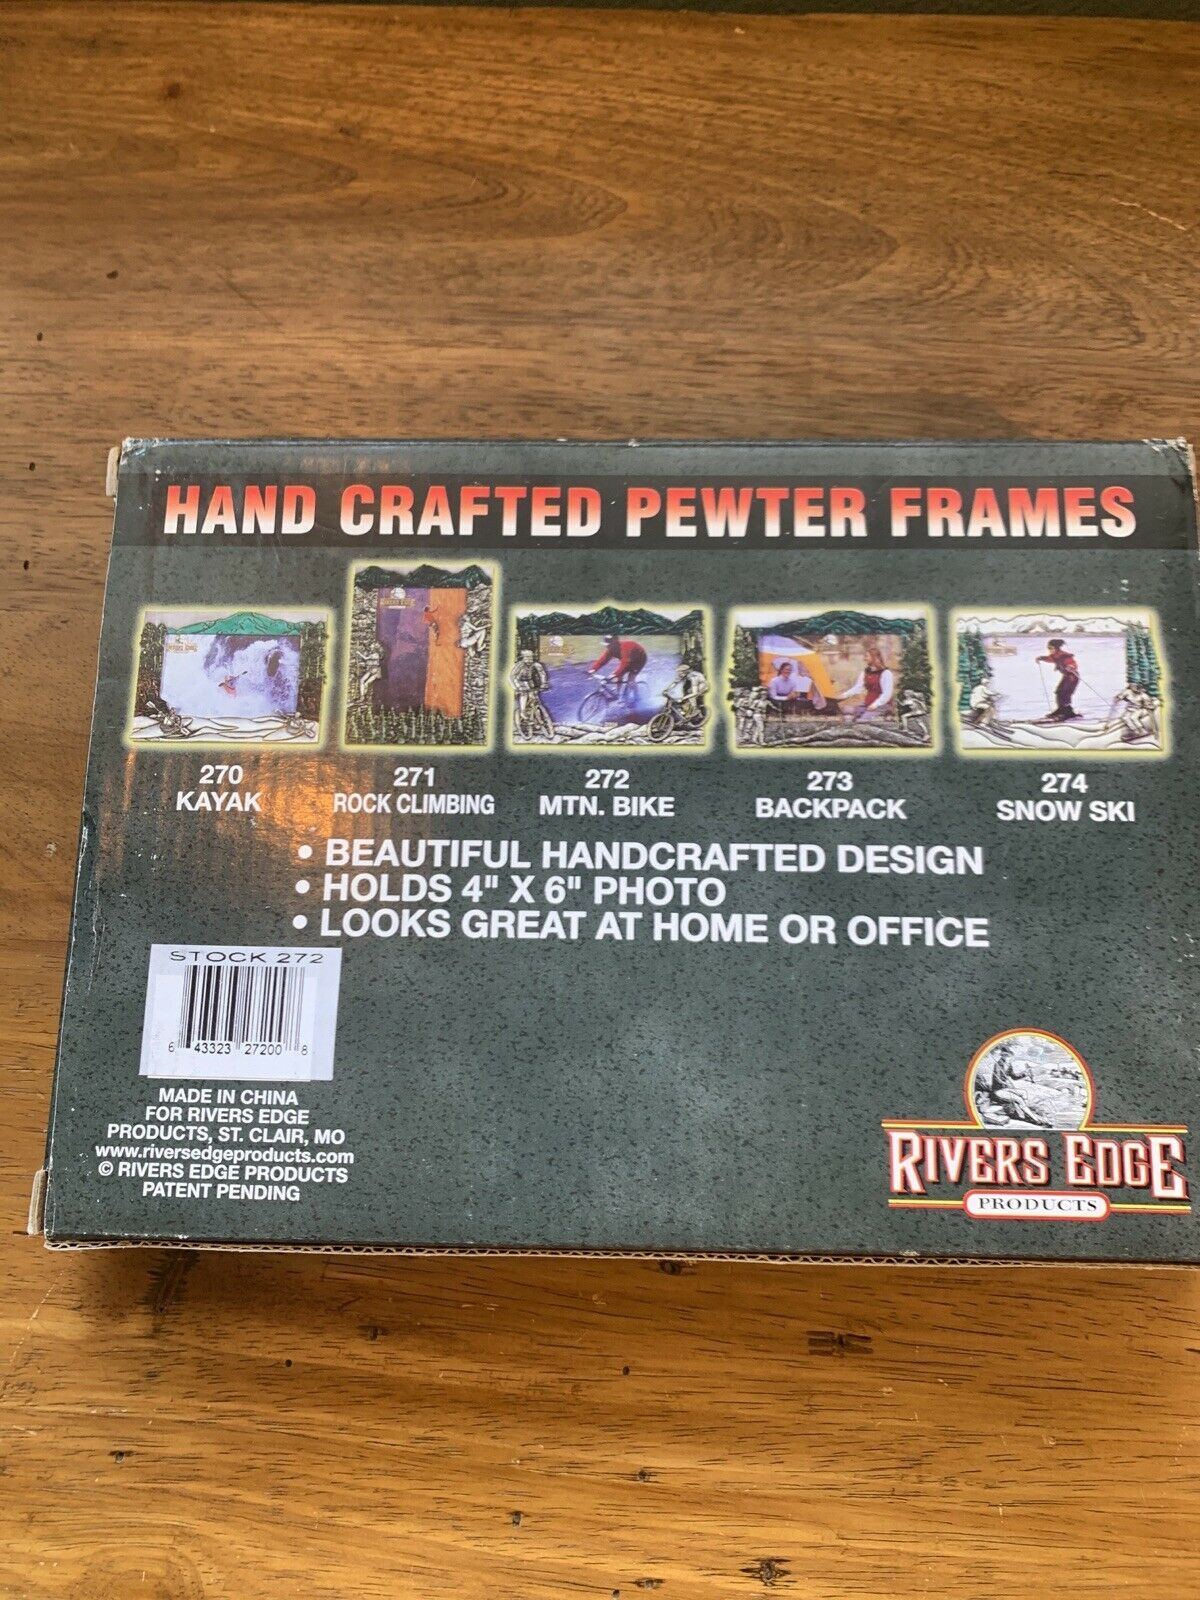 HAND CRAFTED PEWTER FRAMES
RIVERS EDGE
270
KAYAK
271
ROCK CLIMBING
272
MTN. BIKE
273
BACKPACK
274
SNOW SKI
• BEAUTIFUL HANDCRAFTED DESIGN
• HOLDS 4" X 6" PHOTO
• LOOKS GREAT AT HOME OR OFFICE
STOCK 272
6 43323 27200 8
MADE IN CHINA
FOR RIVERS EDGE
PRODUCTS, ST. CLAIR, MO
www.riversedgeproducts.com
© RIVERS EDGE PRODUCTS
PATENT PENDING
RIVERS EDGE
PRODUCTS